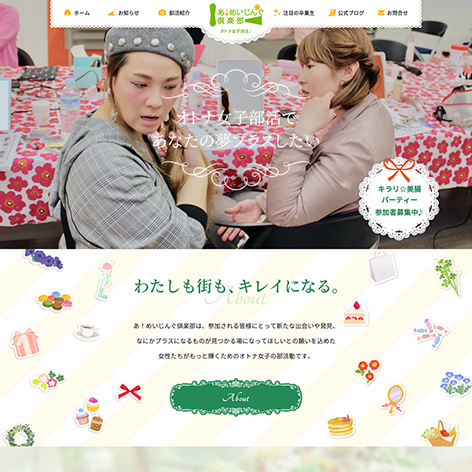 ホーム
お知らせ
部活紹介
あ!めいじんぐ
倶楽部
オトナ女子部活♪
注目の卒業生
公式ブログ
お問合せ
オトナ女子部活で
あなたの夢プラスしたい
キラリ☆美腸
パーティー
参加者募集中♪
わたしも街も、キレイになる。
About
あ！めいじんぐ倶楽部は、参加される皆様にとって新たな出会いや発見、
なにかプラスになるものが見つかる場になってほしいとの願いを込めた
女性たちがもっと輝くためのオトナ女子の部活動です。
About